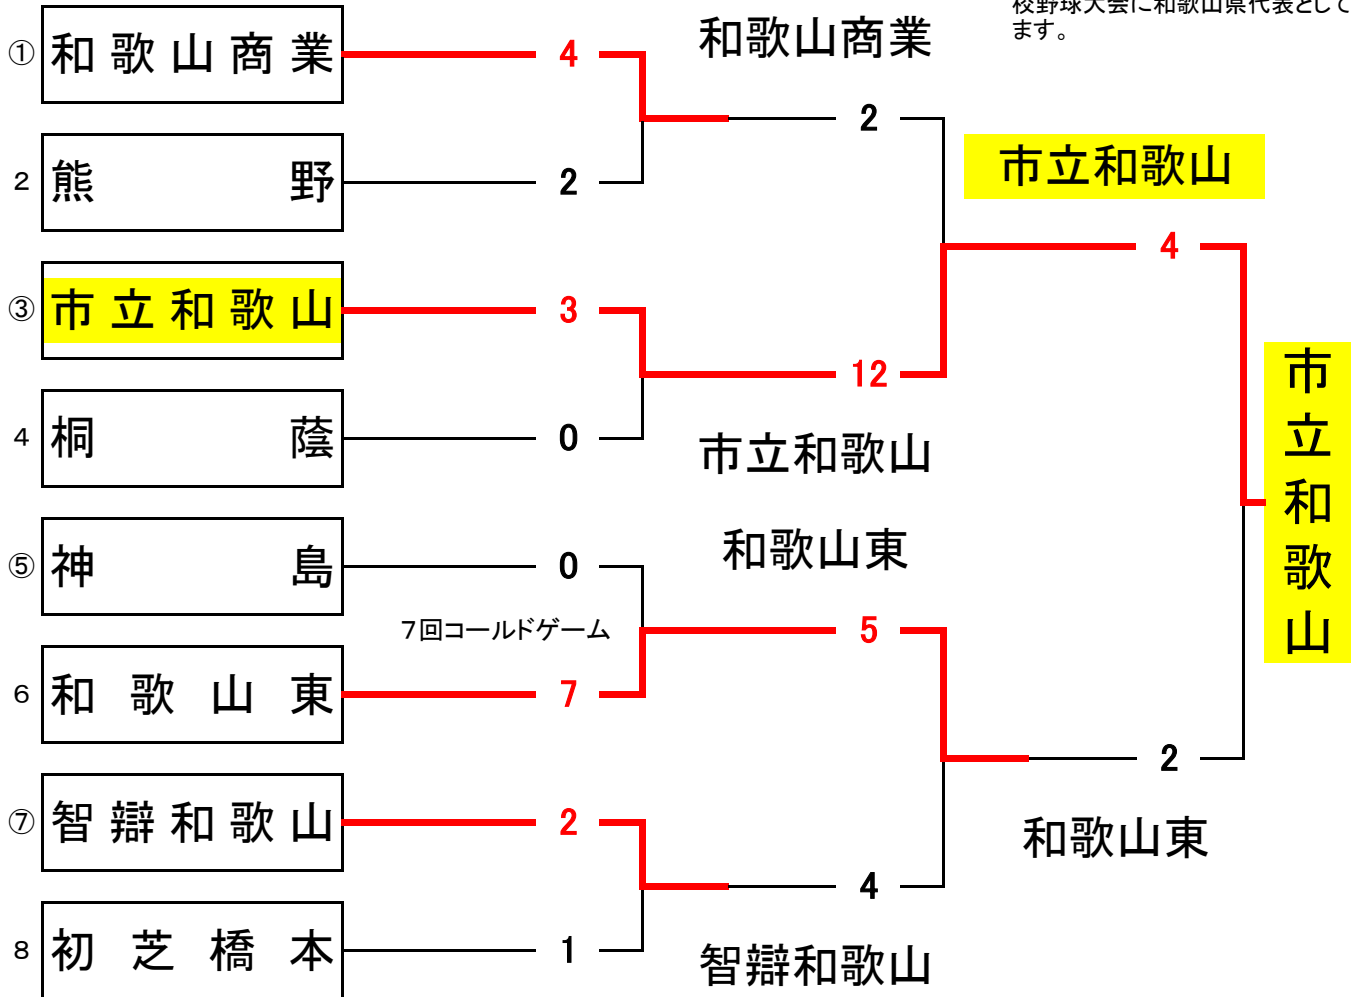 校野球大会に和歌山県代表として
ます。
① 和歌山商業 4
和歌山商業
2
2 熊野 2
市立和歌山
4
③ 市立和歌山 3
12
4 桐蔭 0
市立和歌山
市立和歌山
⑤ 神島 0
和歌山東
7回コールドゲーム
5
6 和歌山東 7
2
和歌山東
⑦ 智辯和歌山 2
4
8 初芝橋本 1
智辯和歌山